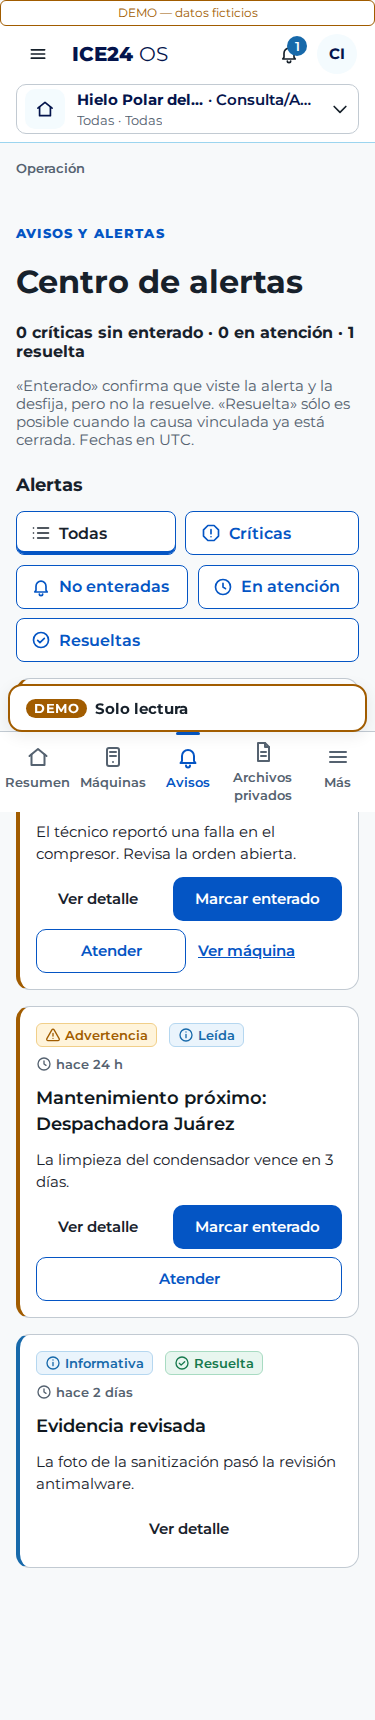 DEMO — datos ficticios
ICE24 OS
1
CI
Hielo Polar del... · Consulta/A...
Todas · Todas
Operación
AVISOS Y ALERTAS
Centro de alertas
0 críticas sin enterado · 0 en atención · 1
resuelta
«Enterado» confirma que viste la alerta y la
desfija, pero no la resuelve. «Resuelta» sólo es
posible cuando la causa vinculada ya está
cerrada. Fechas en UTC.
Alertas
Todas
Críticas
No enteradas
En atención
Resueltas
DEMO Solo lectura
Resumen
Máquinas
Avisos
Archivos
privados
Más
El técnico reportó una falla en el
compresor. Revisa la orden abierta.
Ver detalle
Marcar enterado
Atender
Ver máquina
Advertencia
Leída
hace 24 h
Mantenimiento próximo:
Despachadora Juárez
La limpieza del condensador vence en 3
días.
Ver detalle
Marcar enterado
Atender
Informativa
Resuelta
hace 2 días
Evidencia revisada
La foto de la sanitización pasó la revisión
antimalware.
Ver detalle